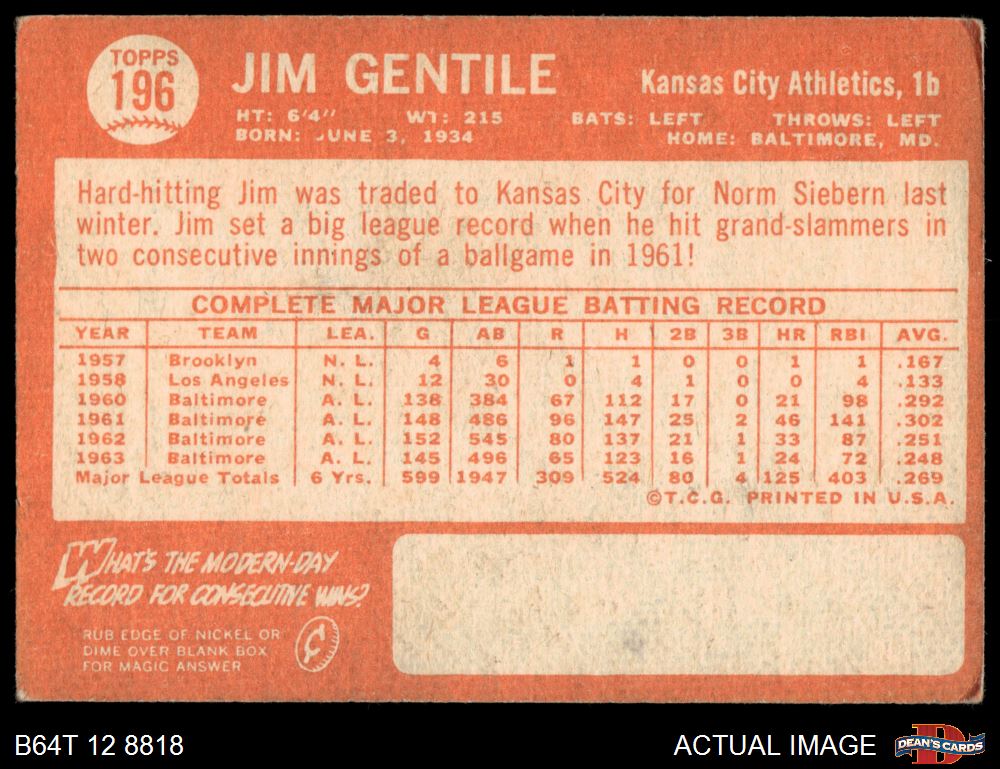 TOPPS
196
JIM GENTILE
Kansas City Athletics, 1b
HT: 6'4" WT: 215 BATS: LEFT THROWS: LEFT
BORN: JUNE 3, 1934 HOME: BALTIMORE, MD.
Hard-hitting Jim was traded to Kansas City for Norm Siebern last
winter. Jim set a big league record when he hit grand-slammers in
two consecutive innings of a ballgame in 1961!
COMPLETE MAJOR LEAGUE BATTING RECORD
YEAR TEAM LEA. G AB R H 2B 3B HR RBI AVG.
1957 Brooklyn N. L. 4 6 1 1 0 0 1 1 .167
1958 Los Angeles N. L. 12 30 0 4 1 0 0 4 .133
1960 Baltimore A. L. 138 384 67 112 17 0 21 98 .292
1961 Baltimore A. L. 148 486 96 147 25 2 46 141 .302
1962 Baltimore A. L. 152 545 80 137 21 1 33 87 .251
1963 Baltimore A. L. 145 496 65 123 16 1 24 72 .248
Major League Totals 6 Yrs. 599 1947 309 524 80 4 125 403 .269
©T.C.G. PRINTED IN U.S.A.
WHAT'S THE MODERN-DAY
RECORD FOR CONSECUTIVE WINS?
RUB EDGE OF NICKEL OR
DIME OVER BLANK BOX
FOR MAGIC ANSWER
B64T 12 8818
ACTUAL IMAGE
D
DEAN'S CARDS